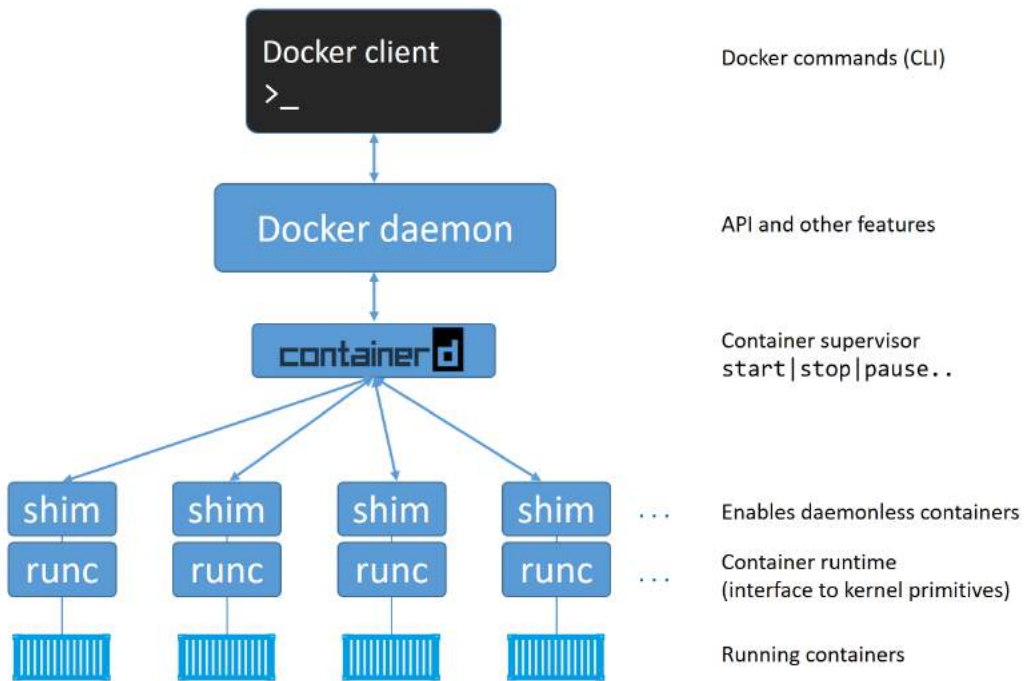 Docker client
>_
Docker commands (CLI)
Docker daemon
API and other features
containerd
Container supervisor
start|stop|pause..
shim
shim
shim
shim
...
Enables daemonless containers
runc
runc
runc
runc
...
Container runtime
(interface to kernel primitives)
Running containers